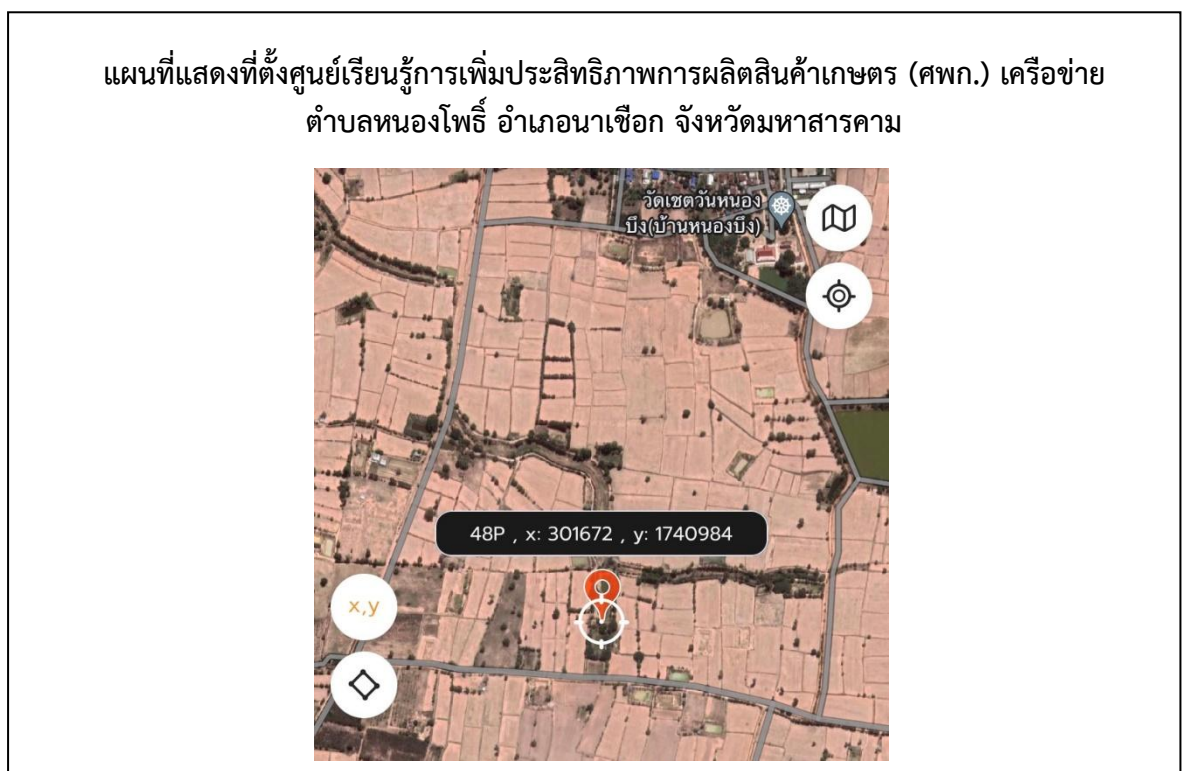 แผนที่แสดงที่ตั้งศูนย์เรียนรู้การเพิ่มประสิทธิภาพการผลิตสินค้าเกษตร (ศพก.) เครือข่าย
ตำบลหนองโพธิ์ อำเภอนาเชือก จังหวัดมหาสารคาม
วัดเชตวันหนอง
บึง(บ้านหนองบึง)
48P , x: 301672 , y: 1740984
x,y